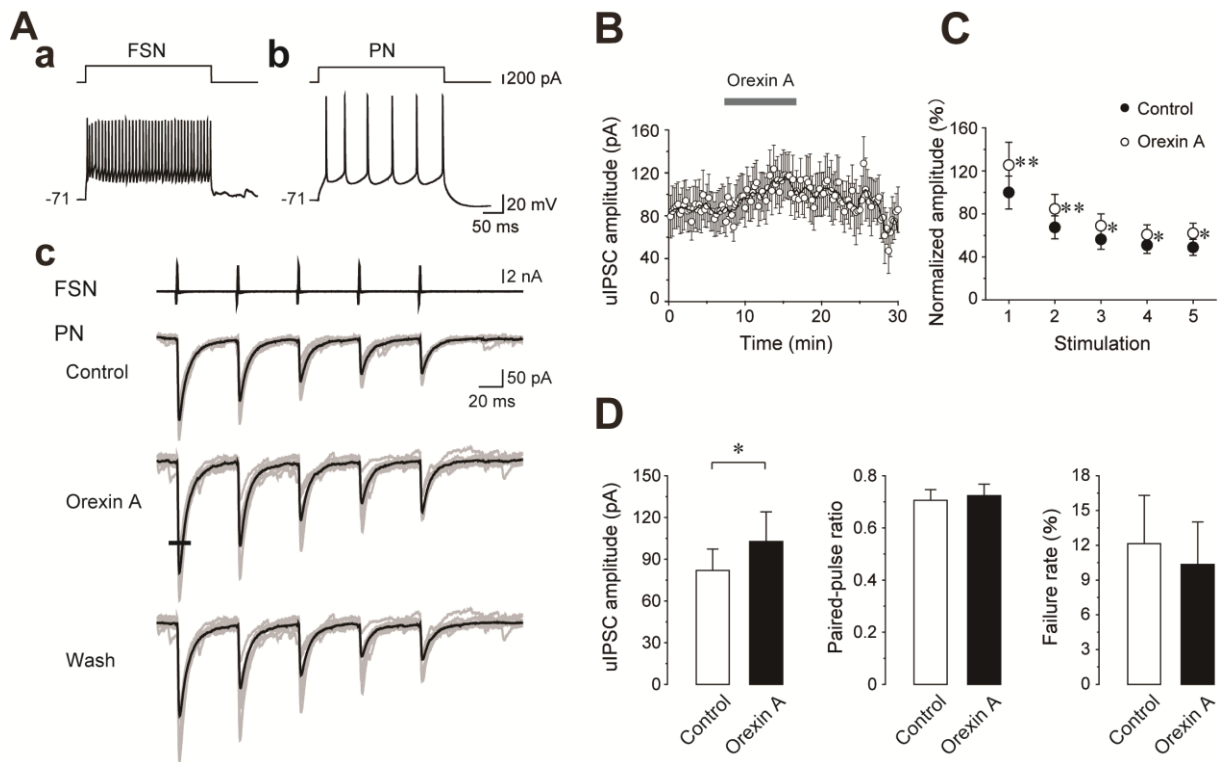 A
a
FSN
-71
b
PN
200 pA
-71
20 mV
50 ms
c
FSN
2 nA
PN
Control
50 pA
20 ms
Orexin A
Wash
B
Orexin A
uIPSC amplitude (pA)
160
120
80
40
0
0
10
20
30
Time (min)
C
Control
Orexin A
Normalized amplitude (%)
160
120
80
40
0
**
**
*
*
*
1
2
3
4
5
Stimulation
D
*
uIPSC amplitude (pA)
150
120
90
60
30
0
Control
Orexin A
Paired-pulse ratio
0.8
0.6
0.4
0.2
0
Control
Orexin A
Failure rate (%)
18
15
12
9
6
3
0
Control
Orexin A